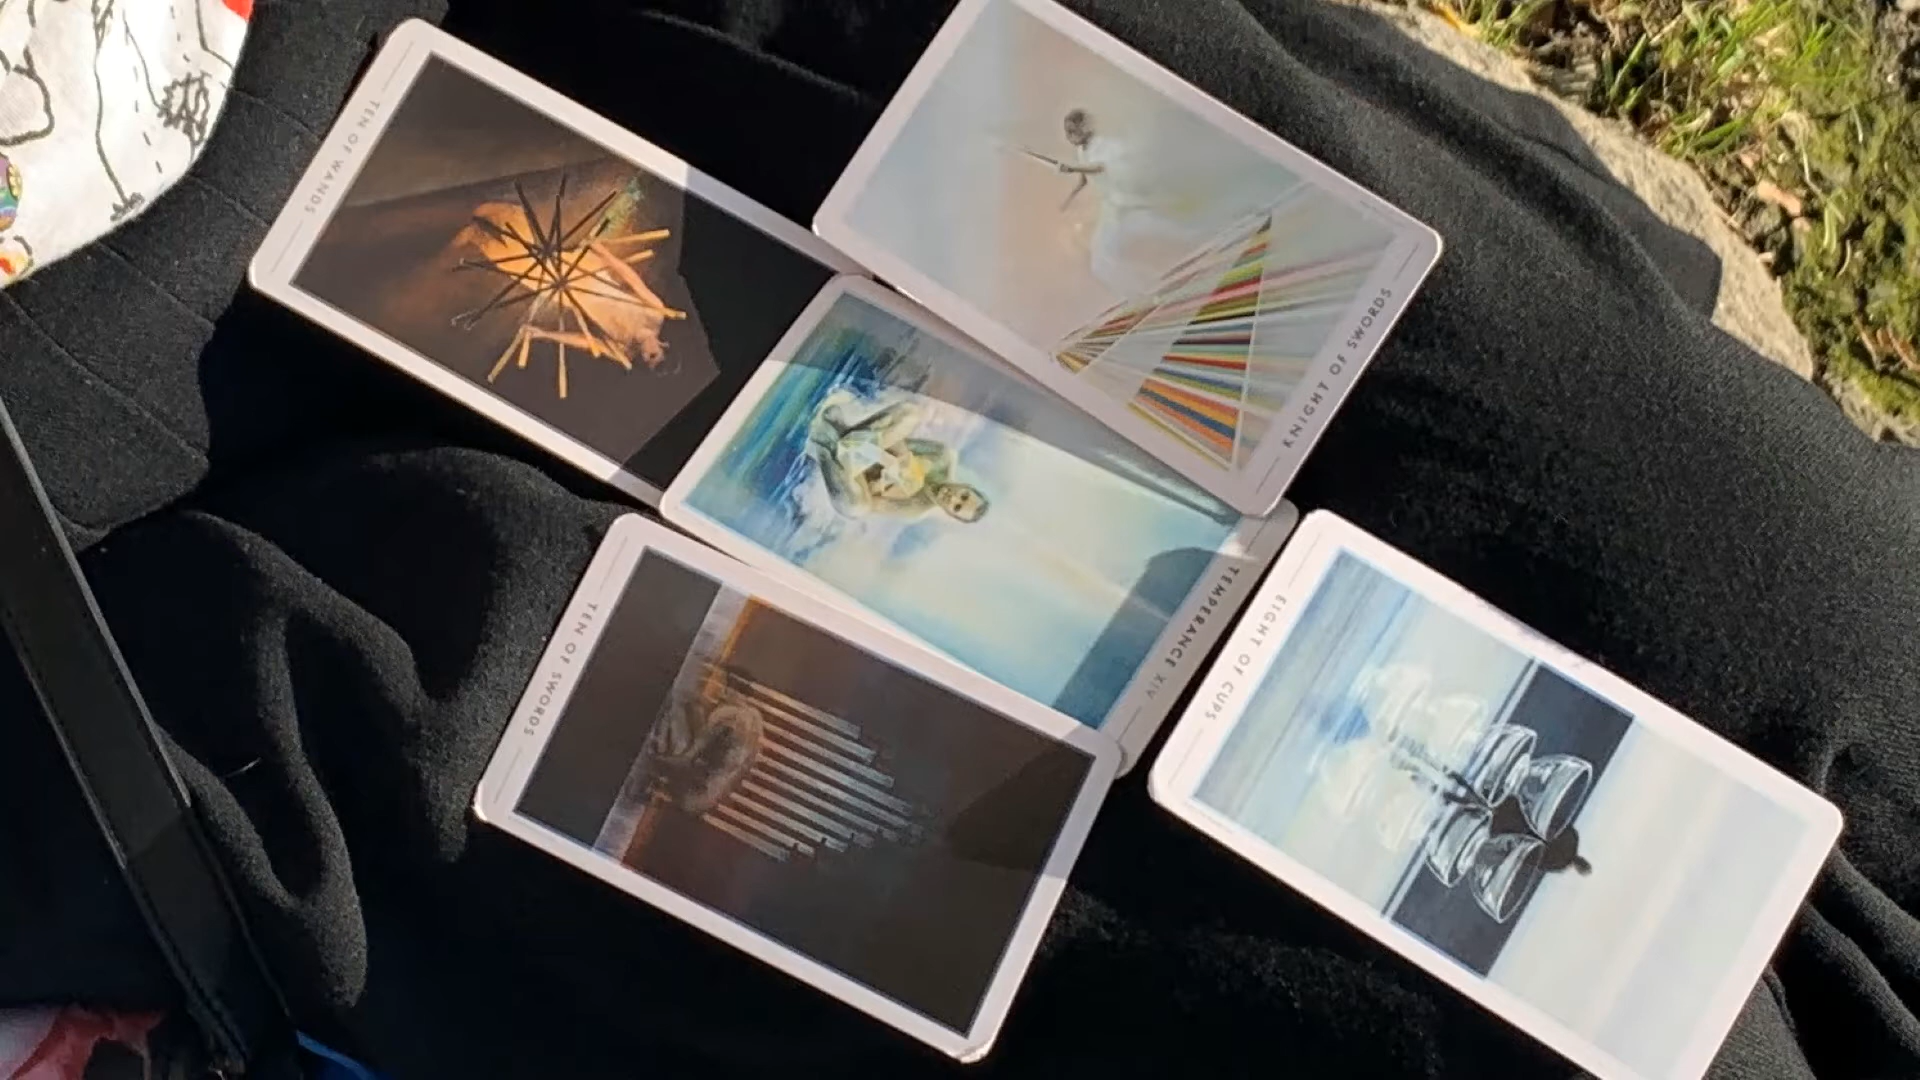 TEN OF WANDS
KNIGHT OF SWORDS
TEMPERANCE XIV
TEN OF SWORDS
EIGHT OF CUPS